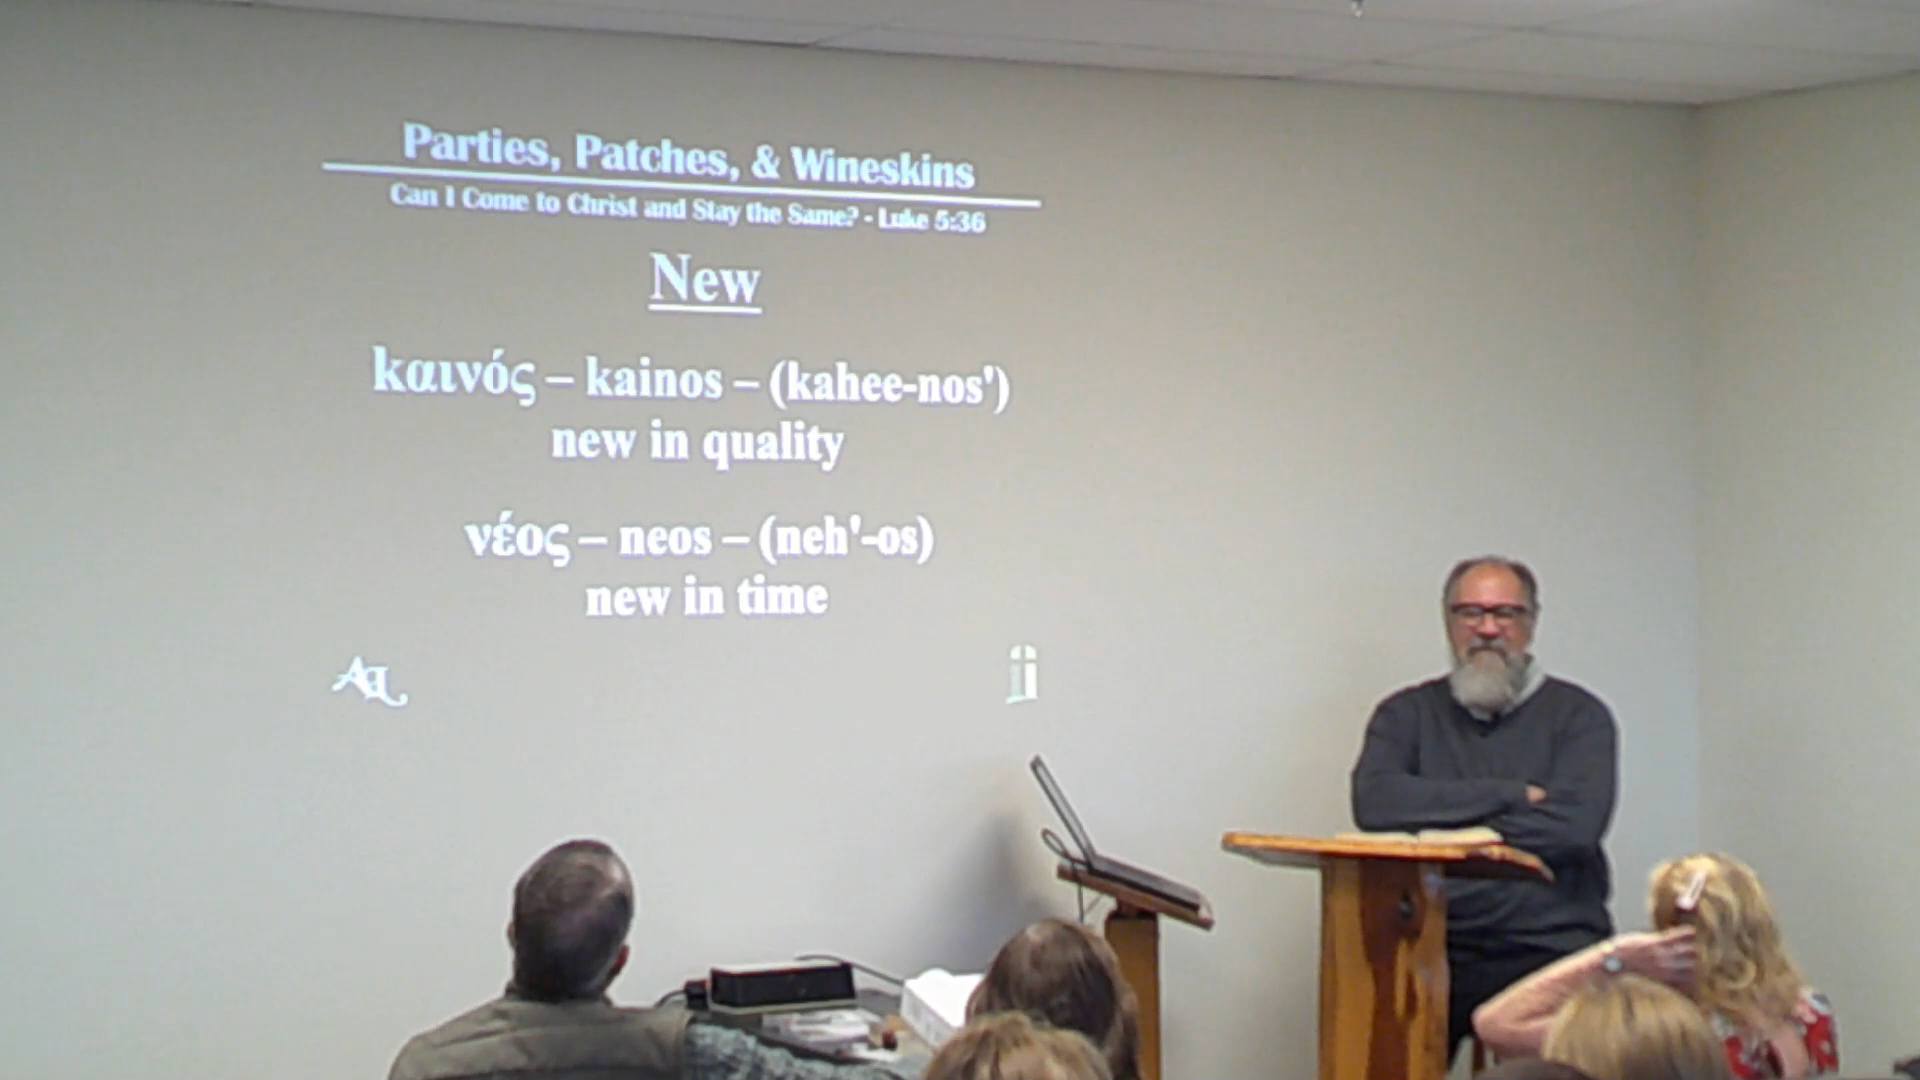 Parties, Patches, & Wineskins
Can I Come to Christ and Stay the Same? - Luke 5:36
New
kαινός – kainos – (kahee-nos')
new in quality
νέος – neos – (neh'-os)
new in time